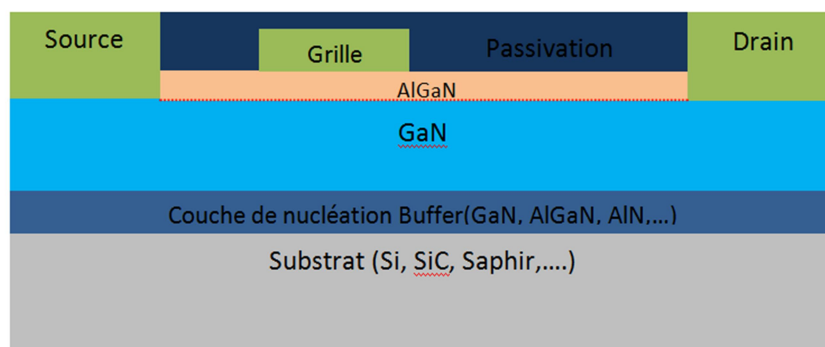 Source
Grille
Passivation
Drain
AlGaN
GaN
Couche de nucléation Buffer(GaN, AlGaN, AlN,...)
Substrat (Si, SiC, Saphir,....)